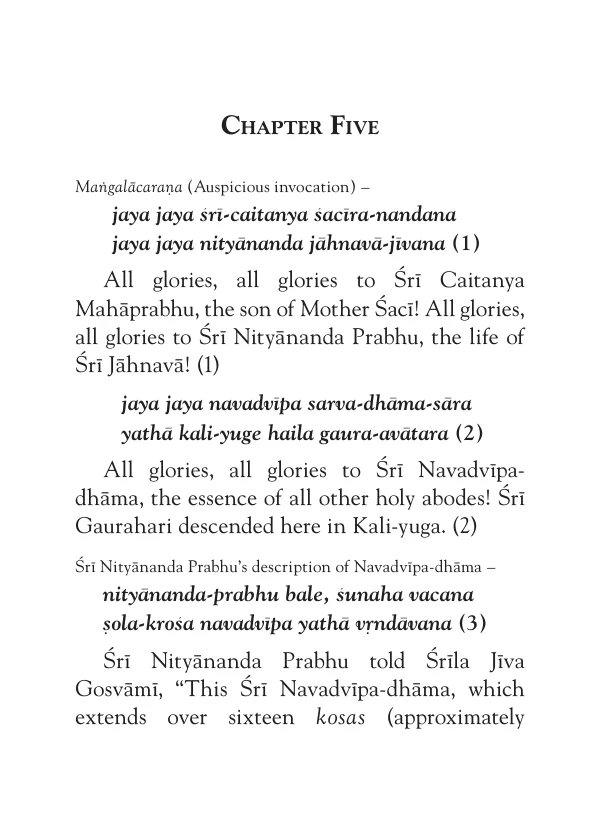 CHAPTER FIVE
Maṅgalācaraṇa (Auspicious invocation) –
jaya jaya śrī-caitanya śacīra-nandana
jaya jaya nityānanda jāhnavā-jīvana (1)
All glories, all glories to Śrī Caitanya
Mahāprabhu, the son of Mother Śacī! All glories,
all glories to Śrī Nityānanda Prabhu, the life of
Śrī Jāhnavā! (1)
jaya jaya navadvīpa sarva-dhāma-sāra
yathā kali-yuge haila gaura-avātara (2)
All glories, all glories to Śrī Navadvīpa-
dhāma, the essence of all other holy abodes! Śrī
Gaurahari descended here in Kali-yuga. (2)
Śrī Nityānanda Prabhu’s description of Navadvīpa-dhāma –
nityānanda-prabhu bale, śunaha vacana
ṣola-krośa navadvīpa yathā vṛndāvana (3)
Śrī Nityānanda Prabhu told Śrīla Jīva
Gosvāmī, “This Śrī Navadvīpa-dhāma, which
extends over sixteen kosas (approximately